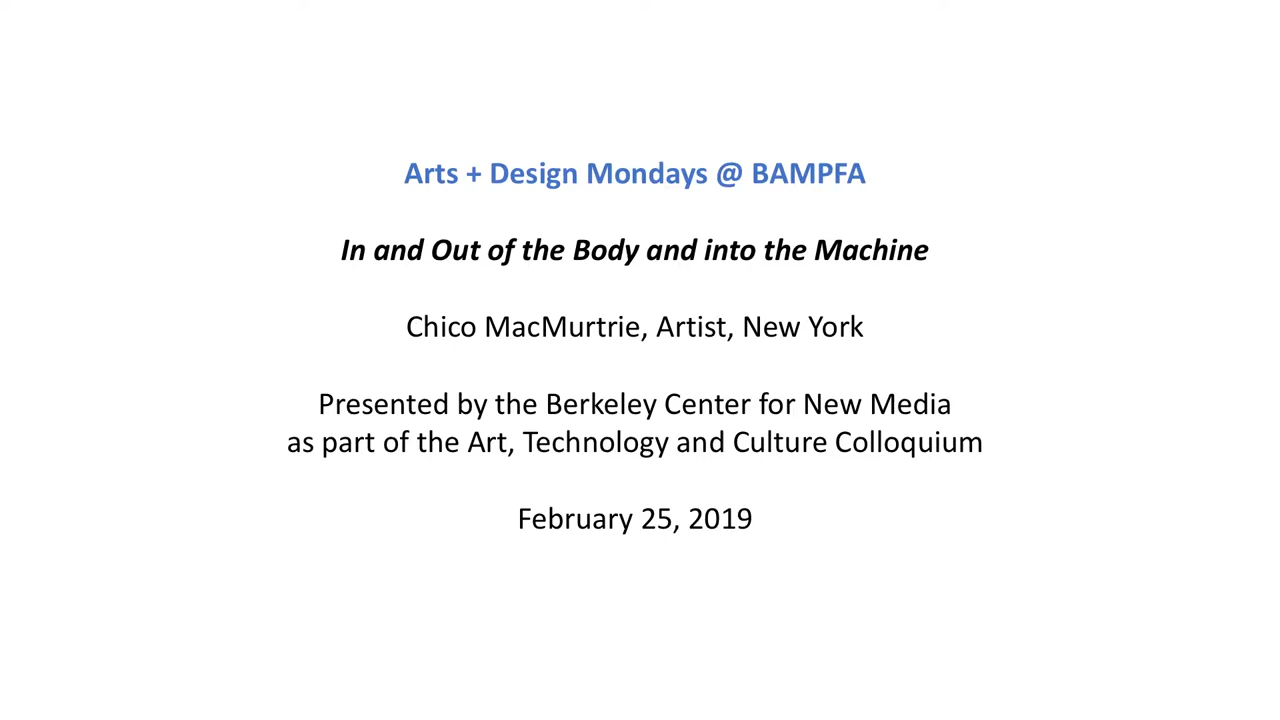 Arts + Design Mondays @ BAMPFA
In and Out of the Body and into the Machine
Chico MacMurtrie, Artist, New York
Presented by the Berkeley Center for New Media
as part of the Art, Technology and Culture Colloquium
February 25, 2019